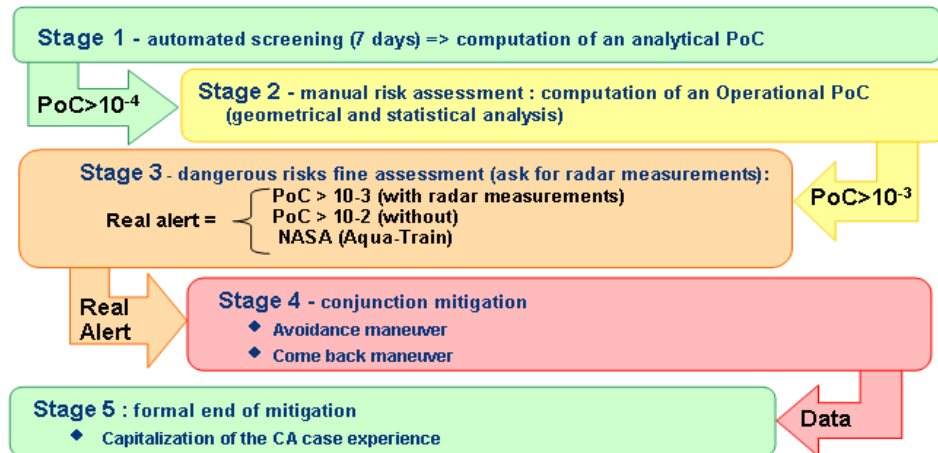 Stage 1 - automated screening (7 days) => computation of an analytical PoC
PoC>10⁻⁴
Stage 2 - manual risk assessment : computation of an Operational PoC
(geometrical and statistical analysis)
Stage 3 - dangerous risks fine assessment (ask for radar measurements):
PoC > 10-3 (with radar measurements)
Real alert = PoC > 10-2 (without)
NASA (Aqua-Train)
PoC>10⁻³
Real
Alert
Stage 4 - conjunction mitigation
◆ Avoidance maneuver
◆ Come back maneuver
Data
Stage 5 : formal end of mitigation
◆ Capitalization of the CA case experience